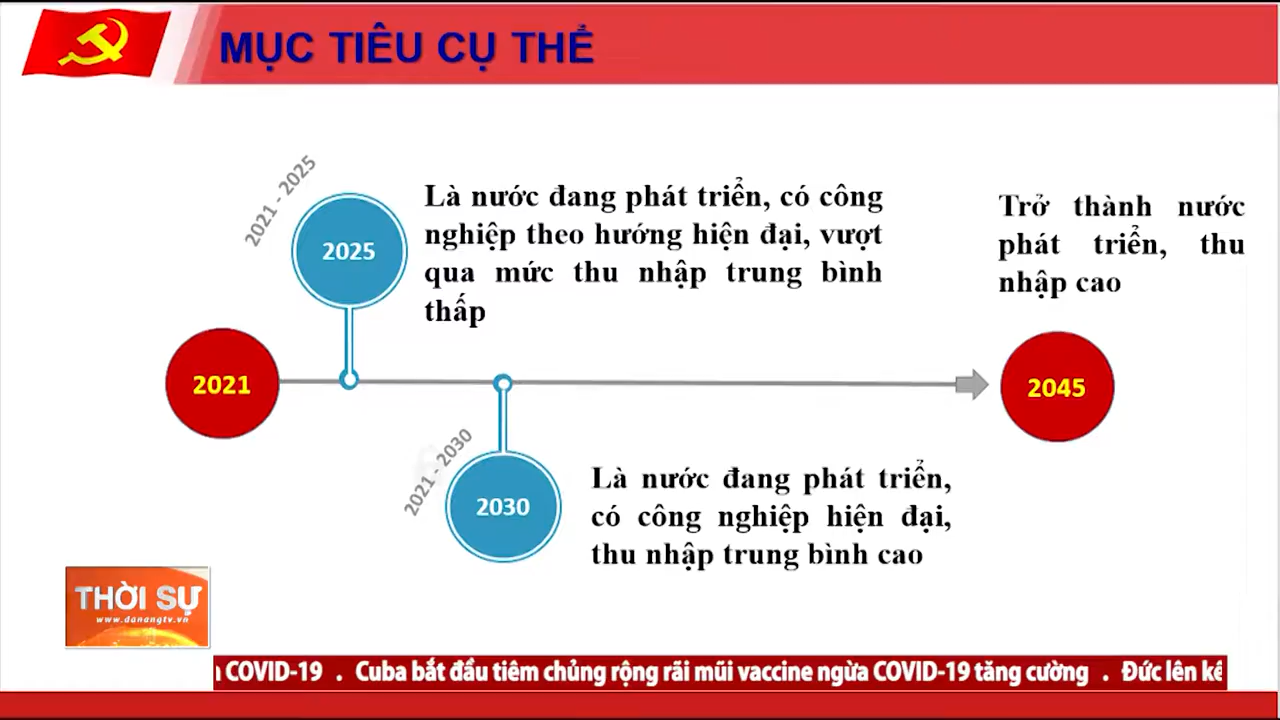 MỤC TIÊU CỤ THỂ
2021 - 2025
2025
Là nước đang phát triển, có công
nghiệp theo hướng hiện đại, vượt
qua mức thu nhập trung bình
thấp
Trở thành nước
phát triển, thu
nhập cao
2021
2045
2021 - 2030
2030
Là nước đang phát triển,
có công nghiệp hiện đại,
thu nhập trung bình cao
THỜI SỰ
www.danangtv.vn
COVID-19 . Cuba bắt đầu tiêm chủng rộng rãi mũi vaccine ngừa COVID-19 tăng cường . Đức lên kế